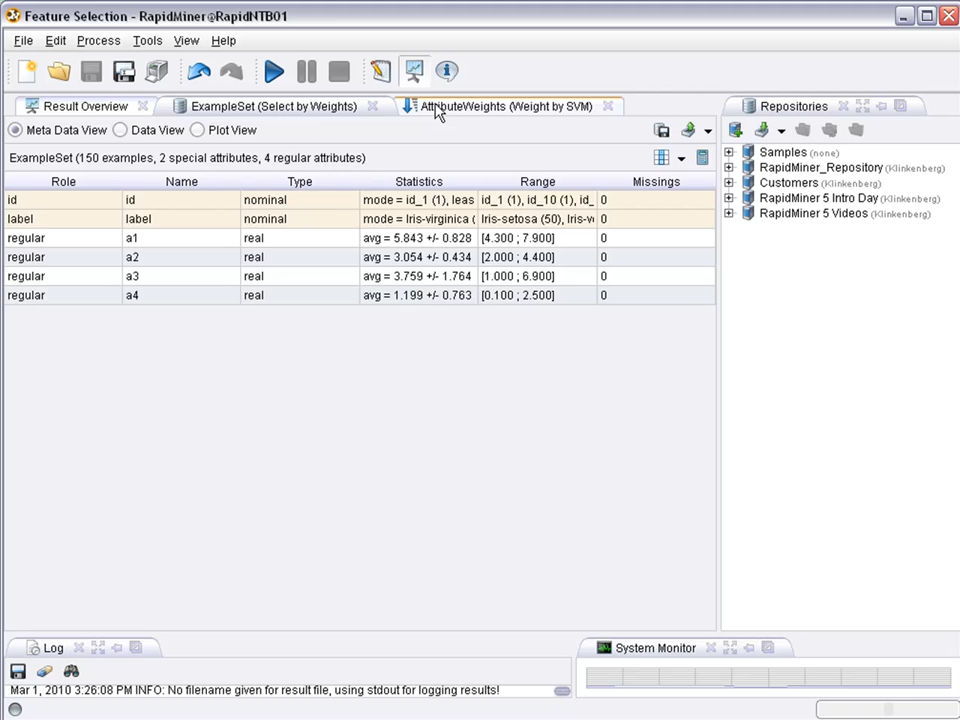 Feature Selection - RapidMiner@RapidNTB01
File Edit Process Tools View Help
Result Overview ExampleSet (Select by Weights) AttributeWeights (Weight by SVM) Repositories
Meta Data View Data View Plot View
ExampleSet (150 examples, 2 special attributes, 4 regular attributes)
Role Name Type Statistics Range Missings
id id nominal mode = id_1 (1), leas id_1 (1), id_10 (1), id_ 0
label label nominal mode = Iris-virginica ( Iris-setosa (50), Iris-v 0
regular a1 real avg = 5.843 +/- 0.828 [4.300 ; 7.900] 0
regular a2 real avg = 3.054 +/- 0.434 [2.000 ; 4.400] 0
regular a3 real avg = 3.759 +/- 1.764 [1.000 ; 6.900] 0
regular a4 real avg = 1.199 +/- 0.763 [0.100 ; 2.500] 0
Samples (none)
RapidMiner_Repository (Klinkenberg)
Customers (Klinkenberg)
RapidMiner 5 Intro Day (Klinkenberg)
RapidMiner 5 Videos (Klinkenberg)
Log System Monitor
Mar 1, 2010 3:26:08 PM INFO: No filename given for result file, using stdout for logging results!